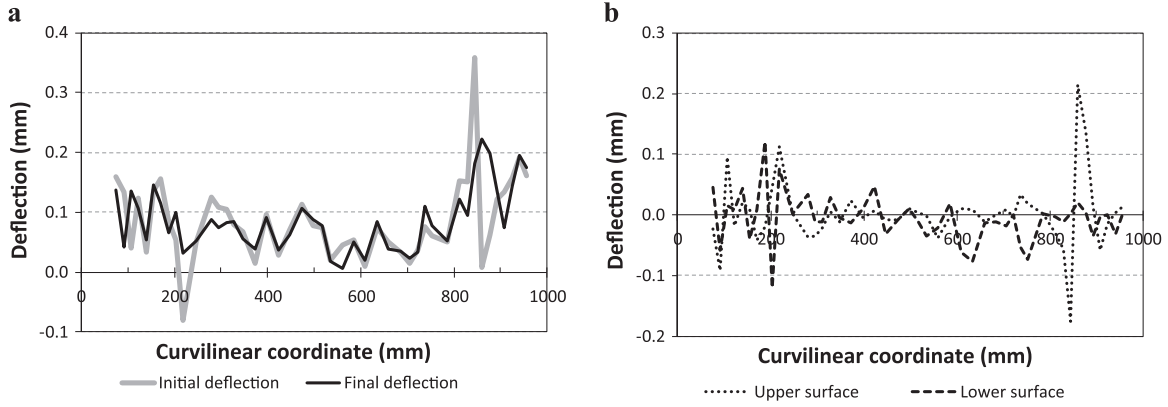 a
0.4
0.3
0.2
0.1
0.0
-0.1
0
200
400
600
800
1000
Deflection (mm)
Curvilinear coordinate (mm)
Initial deflection
Final deflection
b
0.3
0.2
0.1
0.0
-0.1
-0.2
0
200
400
600
800
1000
Deflection (mm)
Curvilinear coordinate (mm)
Upper surface
Lower surface